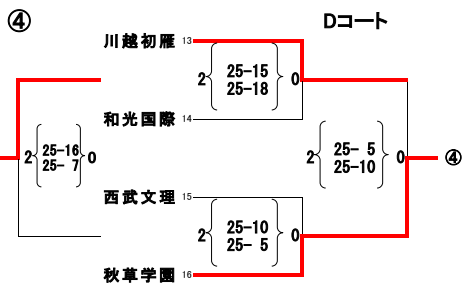 ④ Dコート
川越初雁 13
2 25-15 0
25-18
和光国際 14
2 25-16 0
25- 7
2 25- 5 0 ④
25-10
西武文理 15
2 25-10 0
25- 5
秋草学園 16